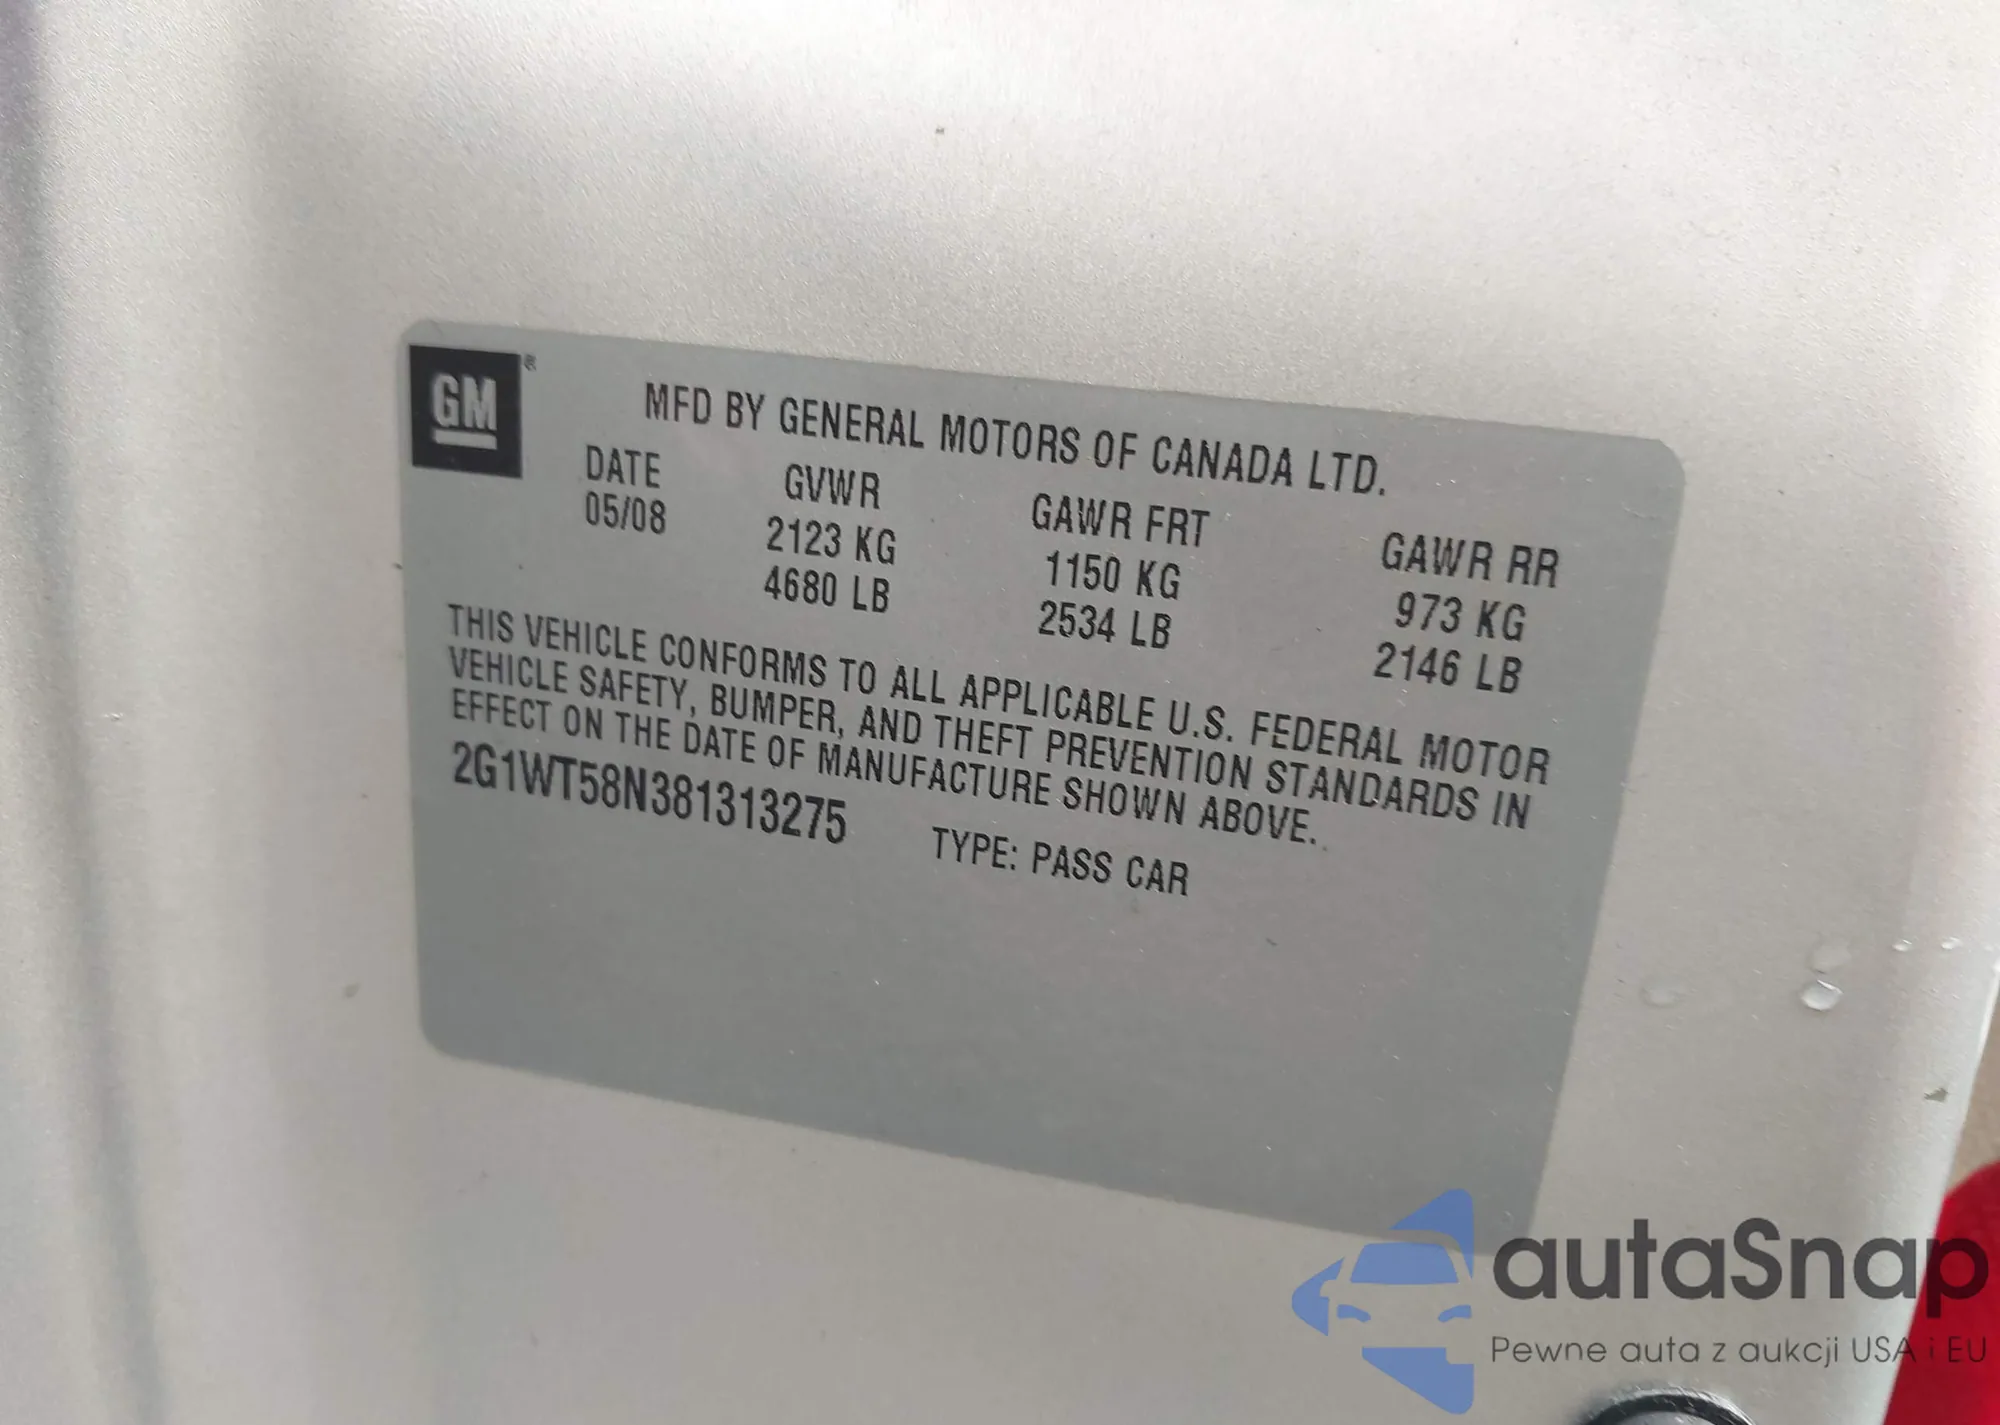 GM®
MFD BY GENERAL MOTORS OF CANADA LTD.
DATE GVWR GAWR FRT GAWR RR
05/08 2123 KG 1150 KG 973 KG
4680 LB 2534 LB 2146 LB
THIS VEHICLE CONFORMS TO ALL APPLICABLE U.S. FEDERAL MOTOR
VEHICLE SAFETY, BUMPER, AND THEFT PREVENTION STANDARDS IN
EFFECT ON THE DATE OF MANUFACTURE SHOWN ABOVE.
2G1WT58N381313275 TYPE: PASS CAR
autaSnap
Pewne auta z aukcji USA i EU